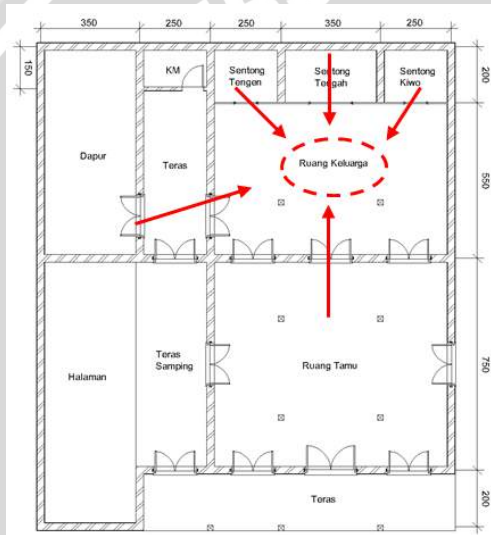 350
250
250
350
250
150
KM
Sentong
Tengen
Sentong
Tengah
Sentong
Kiwo
200
Dapur
Teras
Ruang Keluarga
550
Halaman
Teras
Samping
Ruang Tamu
750
Teras
200